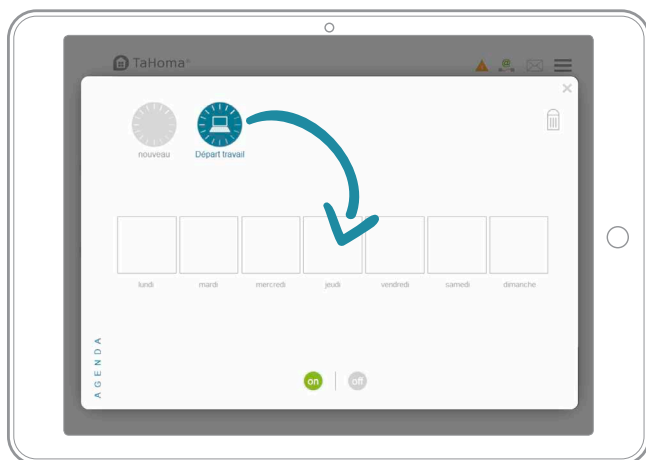 TaHoma®
nouveau
Départ travail
lundi
mardi
mercredi
jeudi
vendredi
samedi
dimanche
AGENDA
on
off